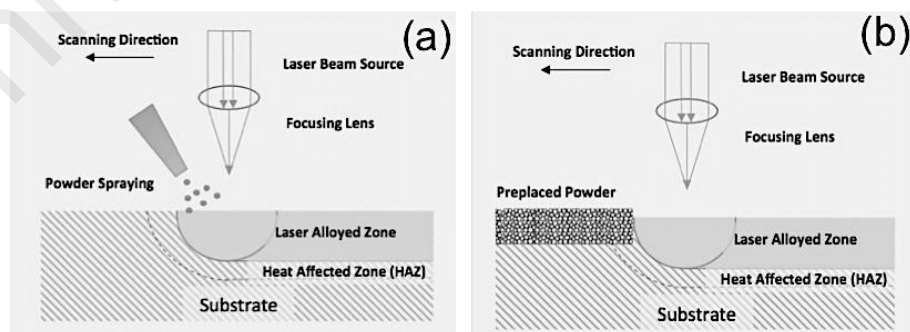 (a)
Scanning Direction
Laser Beam Source
Focusing Lens
Powder Spraying
Laser Alloyed Zone
Heat Affected Zone (HAZ)
Substrate
(b)
Scanning Direction
Laser Beam Source
Focusing Lens
Preplaced Powder
Laser Alloyed Zone
Heat Affected Zone (HAZ)
Substrate